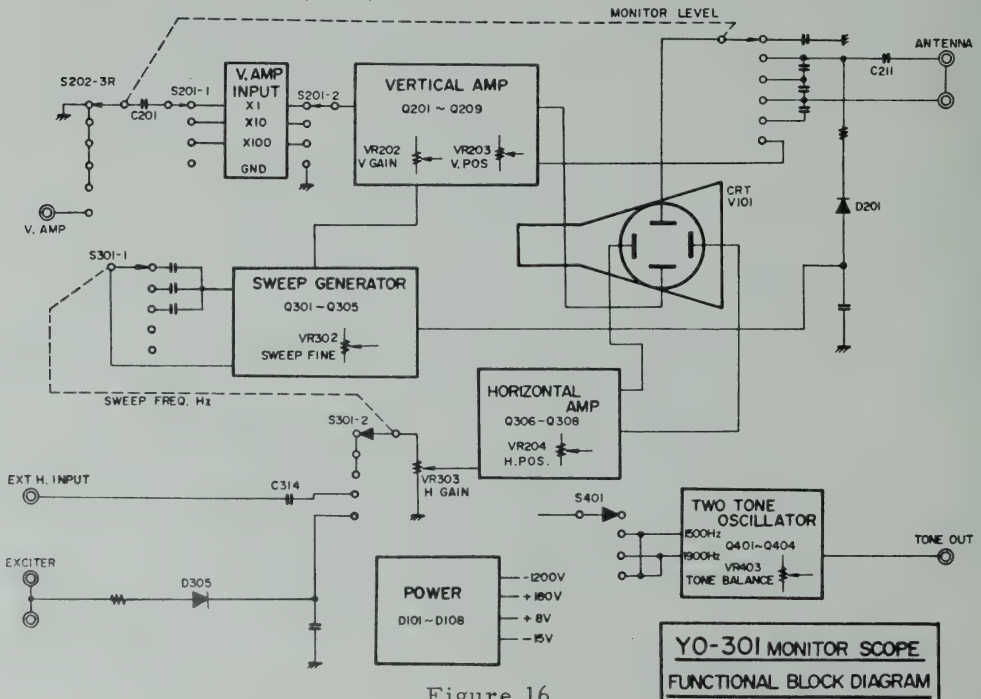 MONITOR LEVEL
ANTENNA
C211
S202-3R
S201-1
V. AMP
INPUT
S201-2
C201
X1
X10
X100
GND
VERTICAL AMP
Q201 ~ Q209
VR202
V GAIN
VR203
V. POS
CRT
V101
D201
V. AMP
S301-1
SWEEP GENERATOR
Q301~Q305
VR302
SWEEP FINE
SWEEP FREQ. Hz
HORIZONTAL
AMP
Q306-Q308
VR204
H.POS.
S301-2
VR303
H GAIN
EXT H. INPUT
C314
S401
TWO TONE
OSCILLATOR
1500Hz
Q401~Q404
1900Hz
VR403
TONE BALANCE
TONE OUT
EXCITER
D305
POWER
D101~D108
-1200V
+180V
+8V
-15V
YO-301 MONITOR SCOPE
FUNCTIONAL BLOCK DIAGRAM
Figure 16